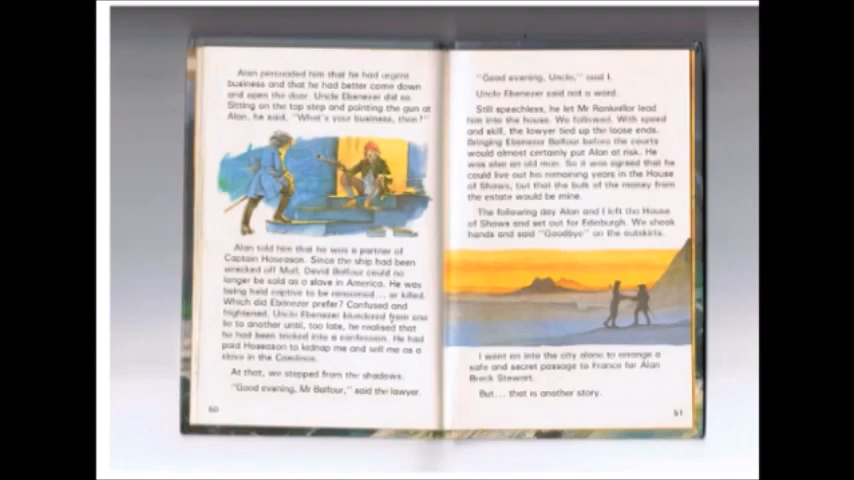 Alan persuaded him that he had urgent
business and that he had better come down
and open the door. Uncle Ebenezer did so.
Sitting on the top step and pointing the gun at
Alan, he said, "What's your business, then?"
Alan told him that he was a partner of
Captain Hoseason. Since the ship had been
wrecked off Mull, David Balfour could no
longer be sold as a slave in America. He was
being held captive to be ransomed... or killed.
Which did Ebenezer prefer? Confused and
frightened, Uncle Ebenezer blundered from one
lie to another until, too late, he realised that
he had been tricked into a confession. He had
paid Hoseason to kidnap me and sell me as a
slave in the Carolinas.
At that, we stepped from the shadows.
"Good evening, Mr Balfour," said the lawyer.
60
"Good evening, Uncle," said I.
Uncle Ebenezer said not a word.
Still speechless, he let Mr Rankeillor lead
him into the house. We followed. With speed
and skill, the lawyer tied up the loose ends.
Bringing Ebenezer Balfour before the courts
would almost certainly put Alan at risk. He
was also an old man. So it was agreed that he
could live out his remaining years in the House
of Shaws, but that the bulk of the money from
the estate would be mine.
The following day Alan and I left the House
of Shaws and set out for Edinburgh. We shook
hands and said "Goodbye" on the outskirts.
I went on into the city alone to arrange a
safe and secret passage to France for Alan
Breck Stewart.
But... that is another story.
51